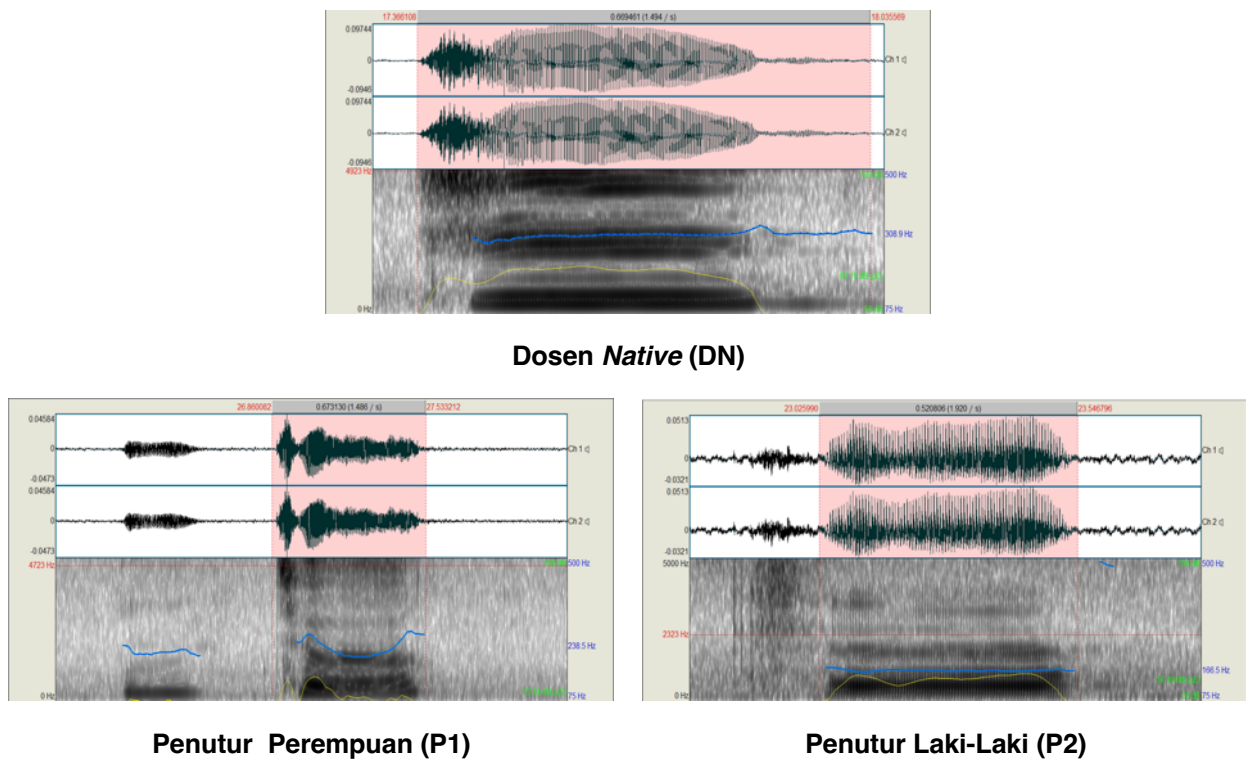 17.366108 0.669461 (1.494 / s) 18.035569
0.09744
0 Ch 1
-0.0946
0.09744
0 Ch 2
-0.0946
4923 Hz 500 Hz
308.9 Hz
0 Hz 75 Hz
Dosen Native (DN)
26.860082 0.673130 (1.486 / s) 27.533212
0.04584
0 Ch 1
-0.0473
0.04584
0 Ch 2
-0.0473
4723 Hz 500 Hz
238.5 Hz
0 Hz 75 Hz
Penutur Perempuan (P1)
23.025990 0.520806 (1.920 / s) 23.546796
0.0513
0 Ch 1
-0.0321
0.0513
0 Ch 2
-0.0321
5000 Hz 500 Hz
2323 Hz
166.5 Hz
0 Hz 75 Hz
Penutur Laki-Laki (P2)